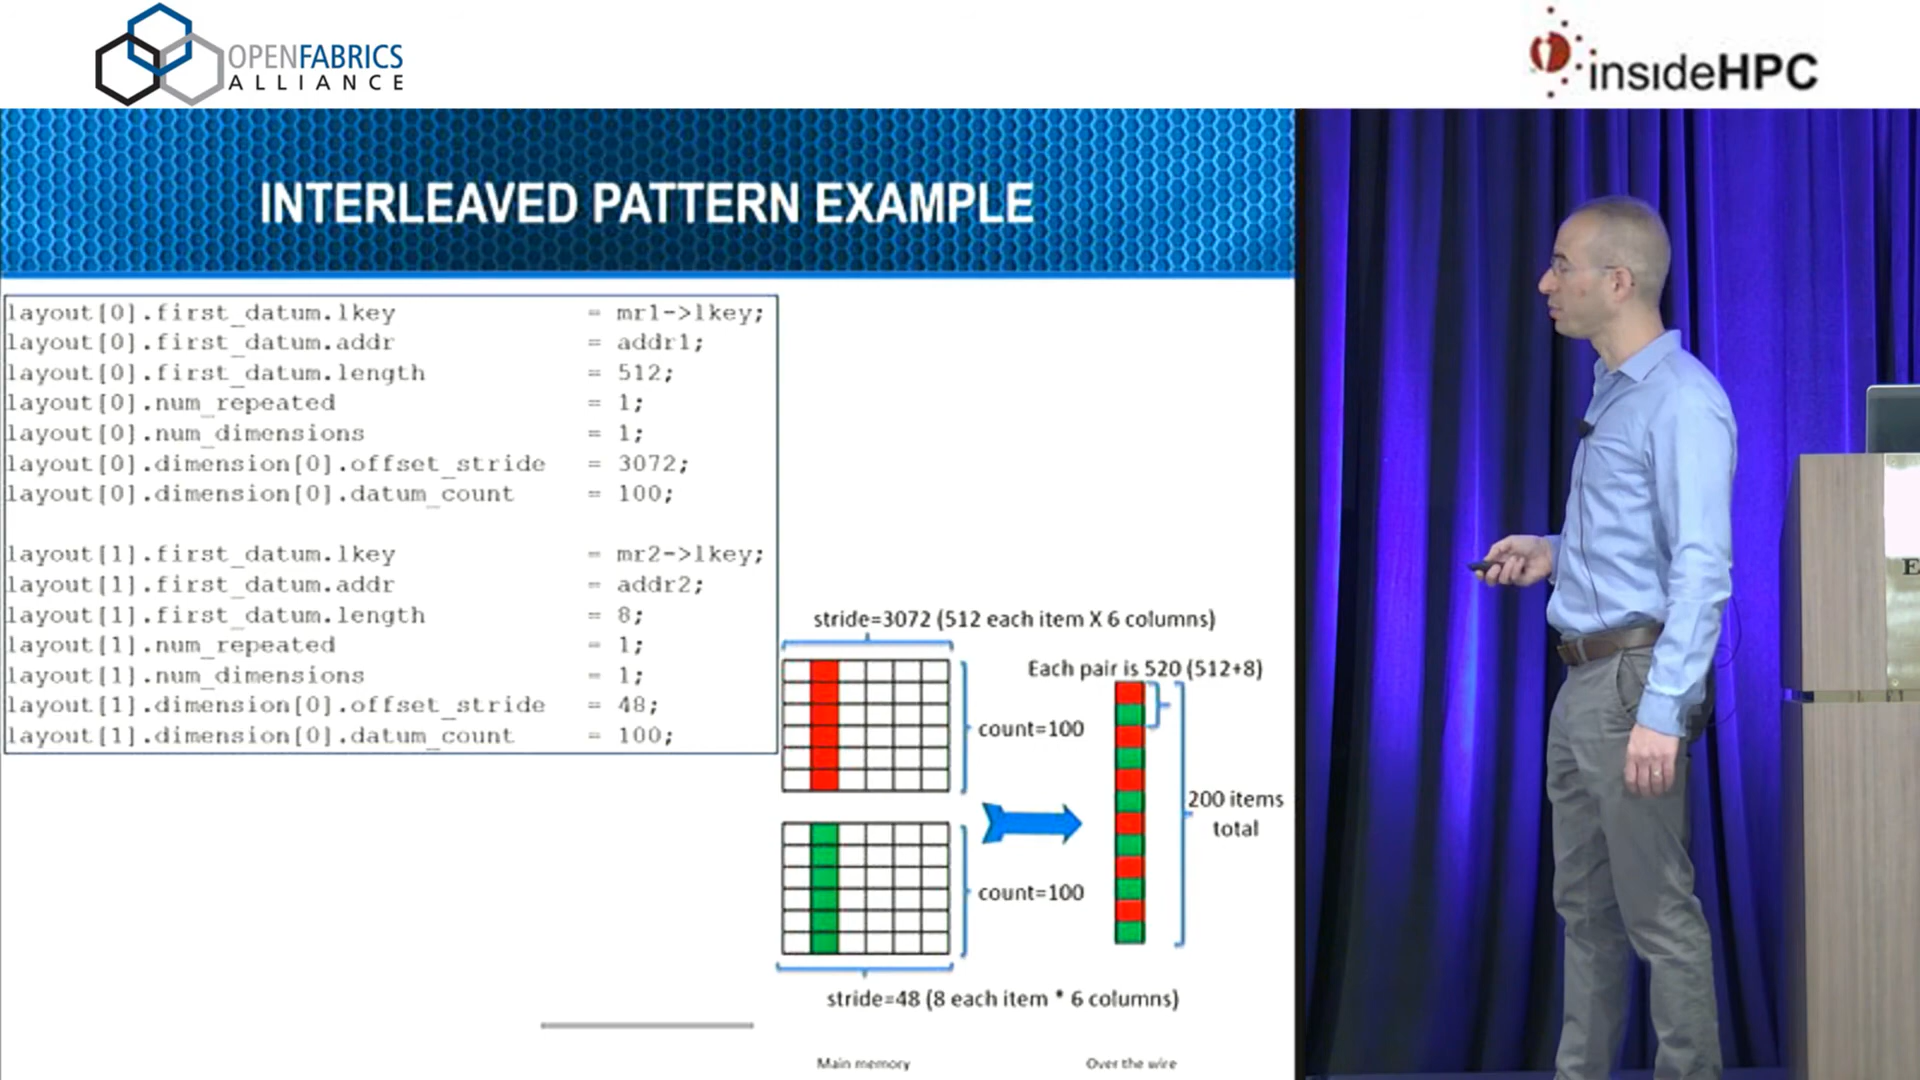 OPENFABRICS
ALLIANCE
insideHPC
INTERLEAVED PATTERN EXAMPLE
layout[0].first_datum.lkey = mr1->lkey;
layout[0].first_datum.addr = addr1;
layout[0].first_datum.length = 512;
layout[0].num_repeated = 1;
layout[0].num_dimensions = 1;
layout[0].dimension[0].offset_stride = 3072;
layout[0].dimension[0].datum_count = 100;
layout[1].first_datum.lkey = mr2->lkey;
layout[1].first_datum.addr = addr2;
layout[1].first_datum.length = 8;
layout[1].num_repeated = 1;
layout[1].num_dimensions = 1;
layout[1].dimension[0].offset_stride = 48;
layout[1].dimension[0].datum_count = 100;
stride=3072 (512 each item X 6 columns)
Each pair is 520 (512+8)
count=100
200 items
total
count=100
stride=48 (8 each item * 6 columns)
Main memory
Over the wire
E